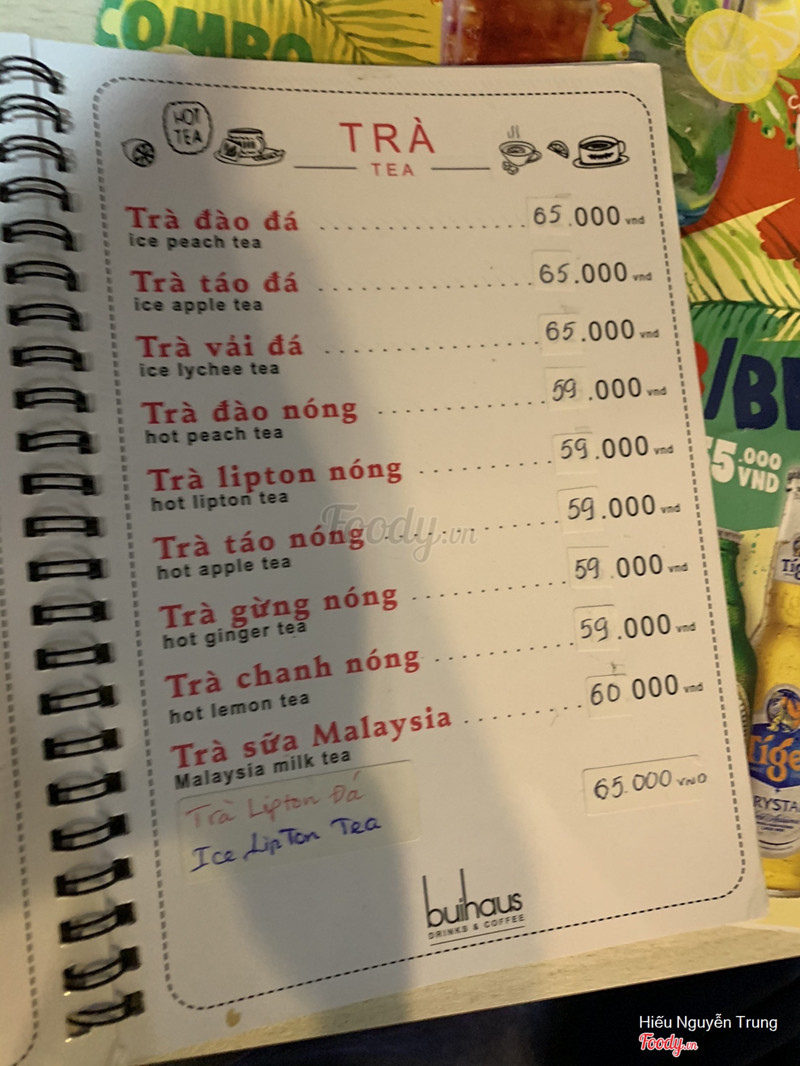 COMBO
HOT
TEA
TRÀ
TEA
Trà đào đá .................... 65.000 vnd
ice peach tea
Trà táo đá .................... 65.000 vnd
ice apple tea
Trà vải đá .................... 65.000 vnd
ice lychee tea
Trà đào nóng ................ 59.000 vnd
hot peach tea
Trà lipton nóng ............. 59.000 vnd
hot lipton tea
Trà táo nóng ................ 59.000 vnd
hot apple tea
Trà gừng nóng .............. 59.000 vnd
hot ginger tea
Trà chanh nóng ............. 59.000 vnd
hot lemon tea
Trà sữa Malaysia ........... 60.000 vnd
Malaysia milk tea
Trà Lipton Đá 65.000 VND
Ice Lipton Tea
buihaus
DRINKS & COFFEE
Foody.vn
.000
VND
Tiger
Hiếu Nguyễn Trung
Foody.vn